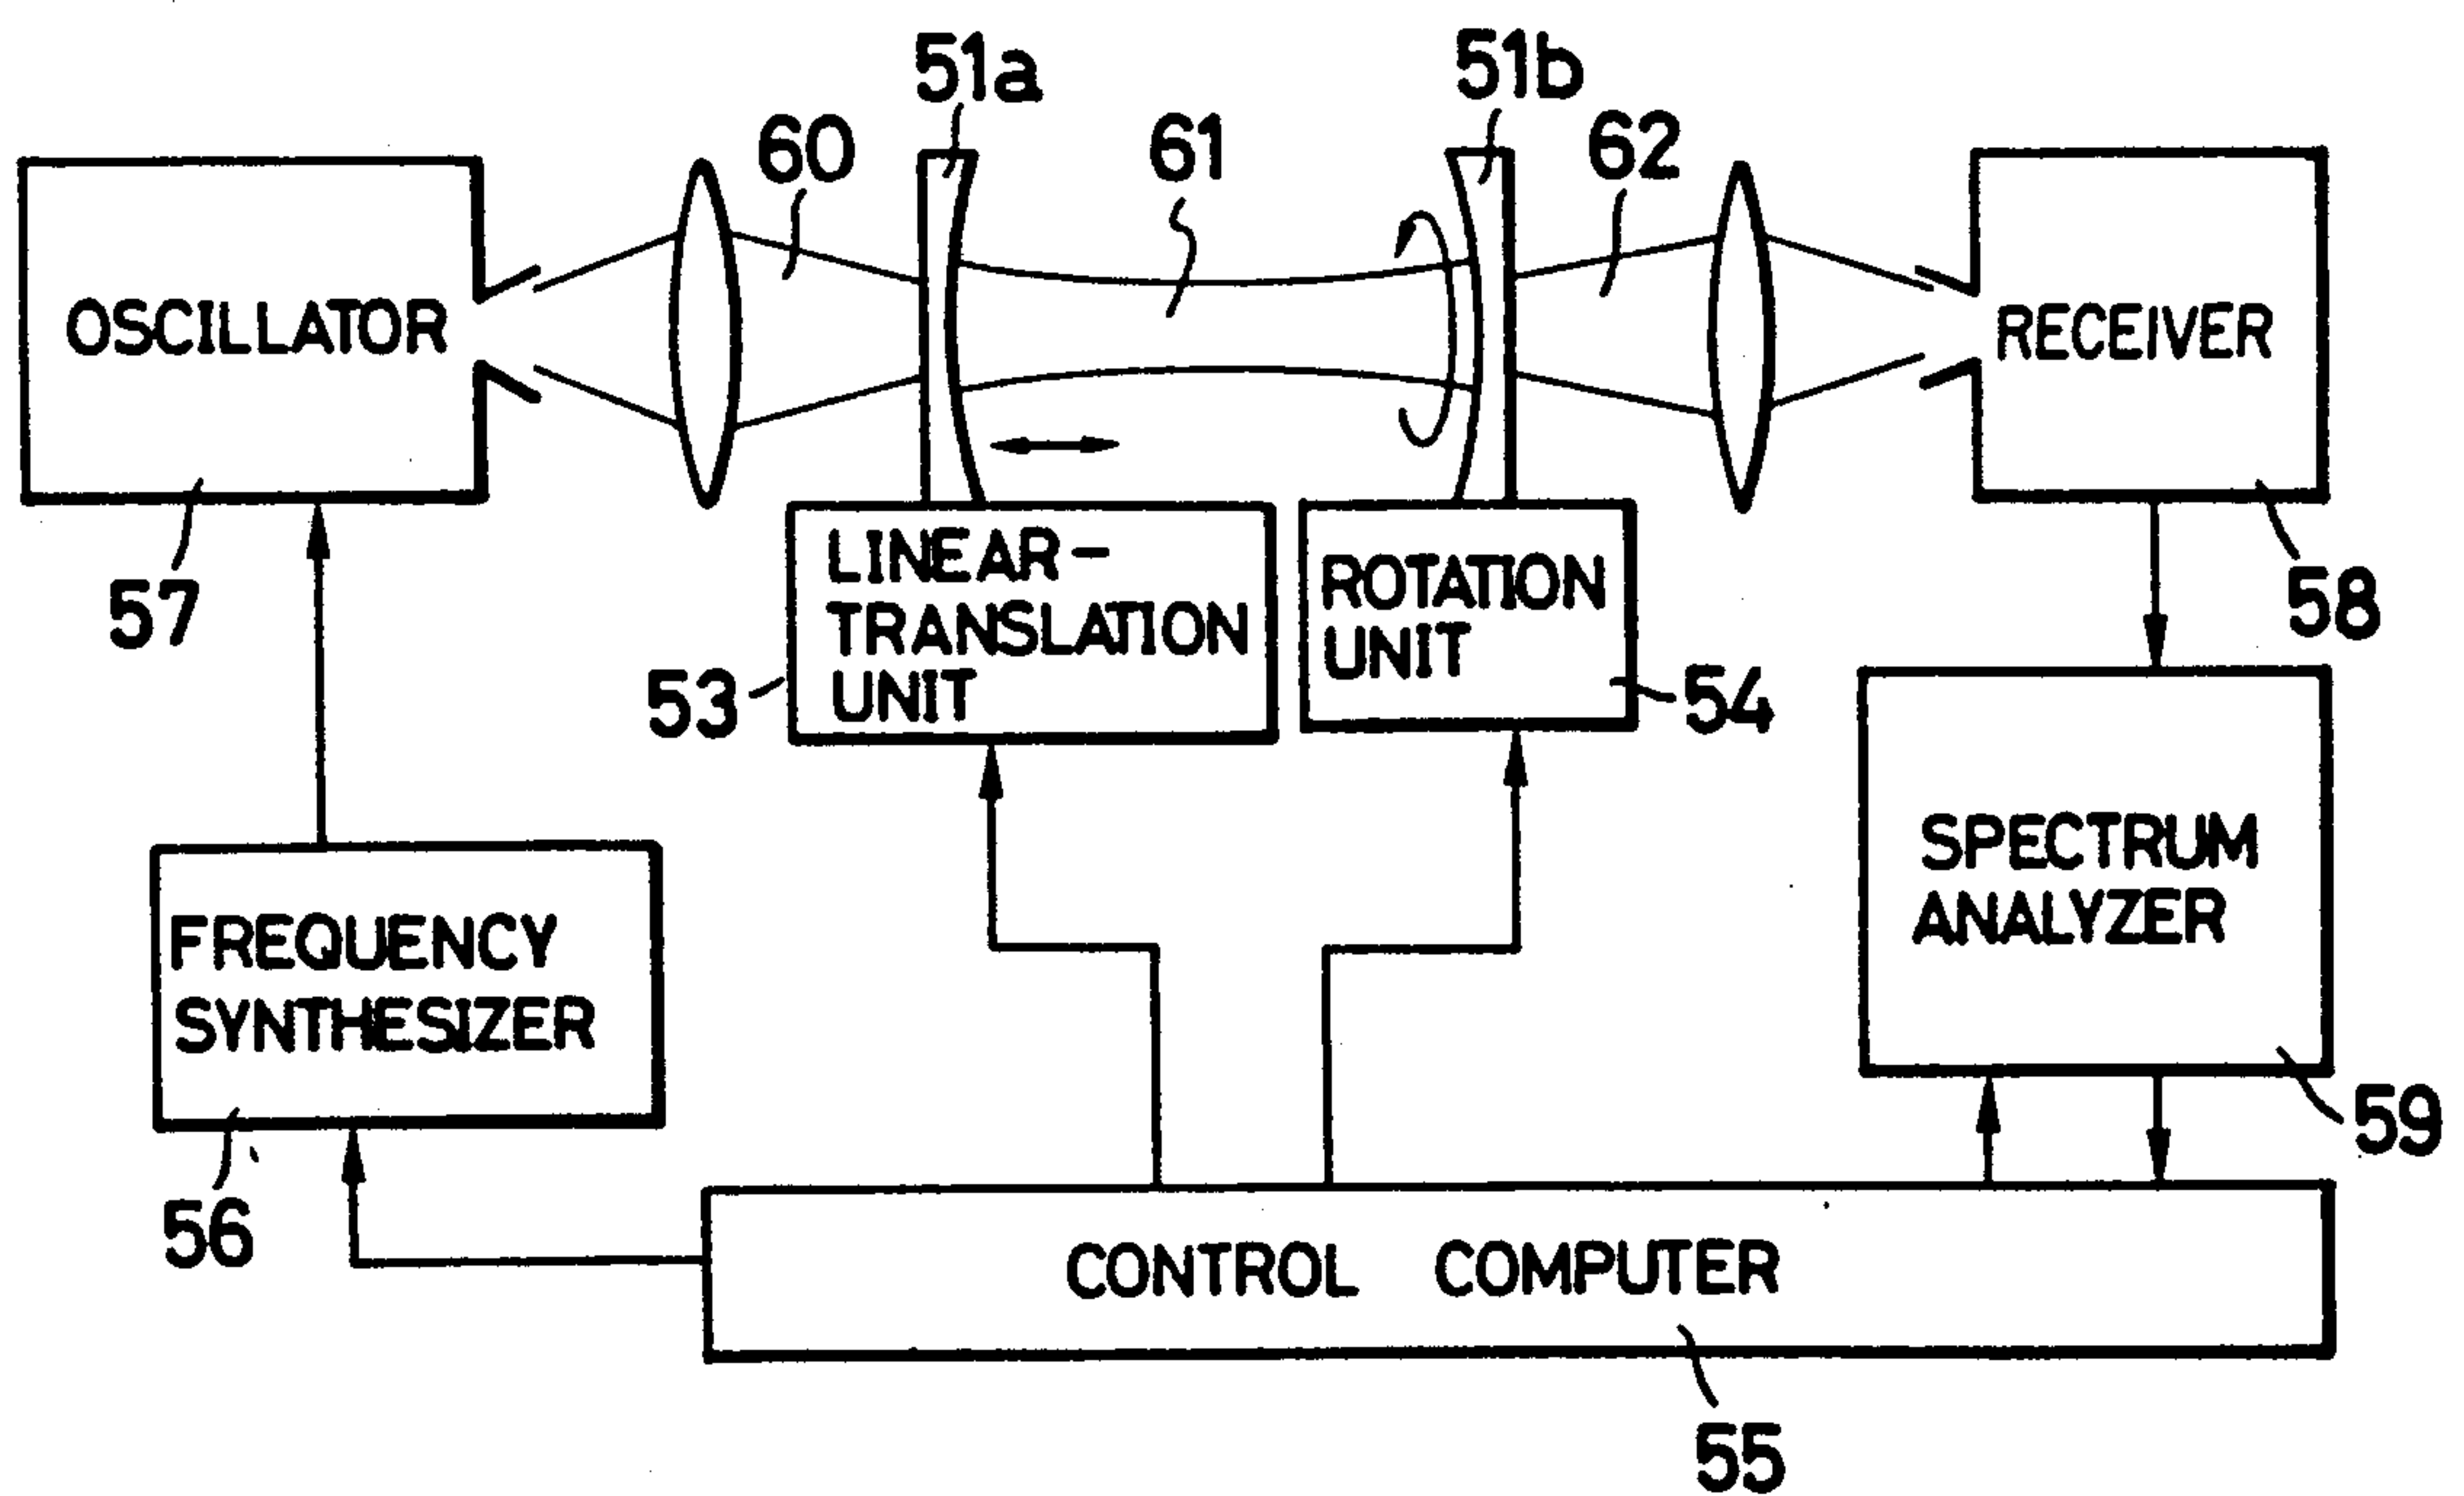 51a
51b
60
61
62
OSCILLATOR
RECEIVER
57
LINEAR-
TRANSLATION
UNIT
53
ROTATION
UNIT
54
58
SPECTRUM
ANALYZER
59
FREQUENCY
SYNTHESIZER
56
CONTROL COMPUTER
55